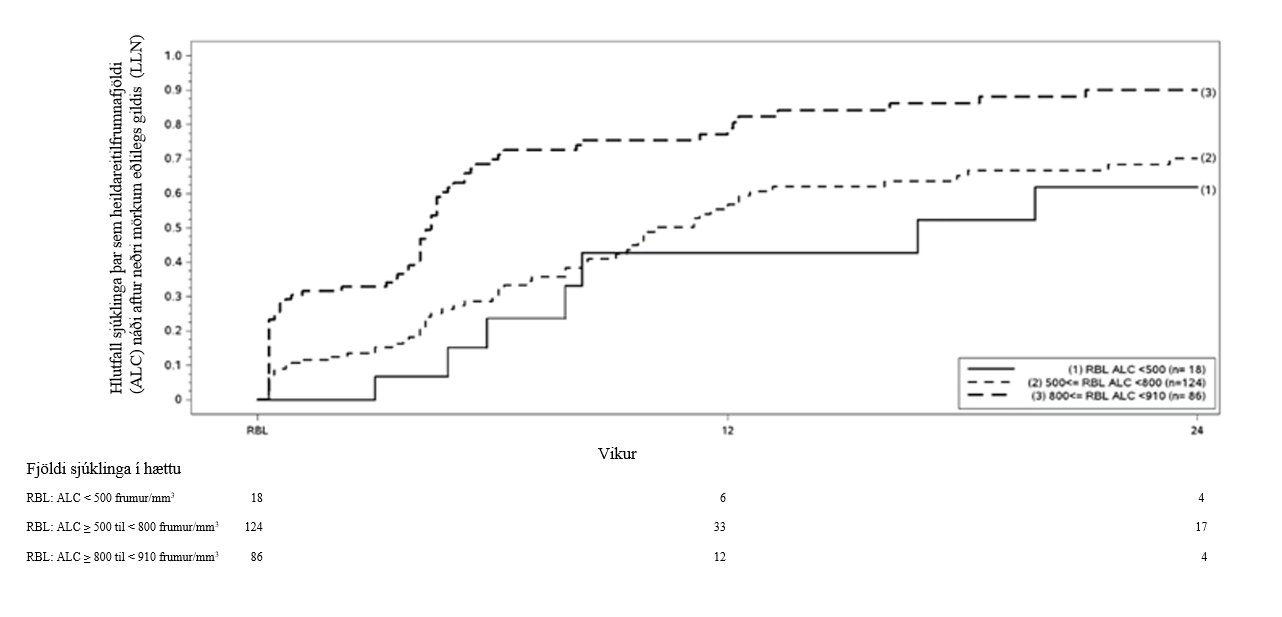 Hlutfall sjúklinga þar sem heildareitilfrumnafjöldi
(ALC) náði aftur neðri mörkum eðlilegs gildis (LLN)
1.0
0.9
0.8
0.7
0.6
0.5
0.4
0.3
0.2
0.1
0
(3)
(2)
(1)
(1) RBL ALC <500 (n= 18)
(2) 500<= RBL ALC <800 (n=124)
(3) 800<= RBL ALC <910 (n= 86)
RBL 12 24
Vikur
Fjöldi sjúklinga í hættu
RBL: ALC < 500 frumur/mm³ 18 6 4
RBL: ALC ≥ 500 til < 800 frumur/mm³ 124 33 17
RBL: ALC ≥ 800 til < 910 frumur/mm³ 86 12 4